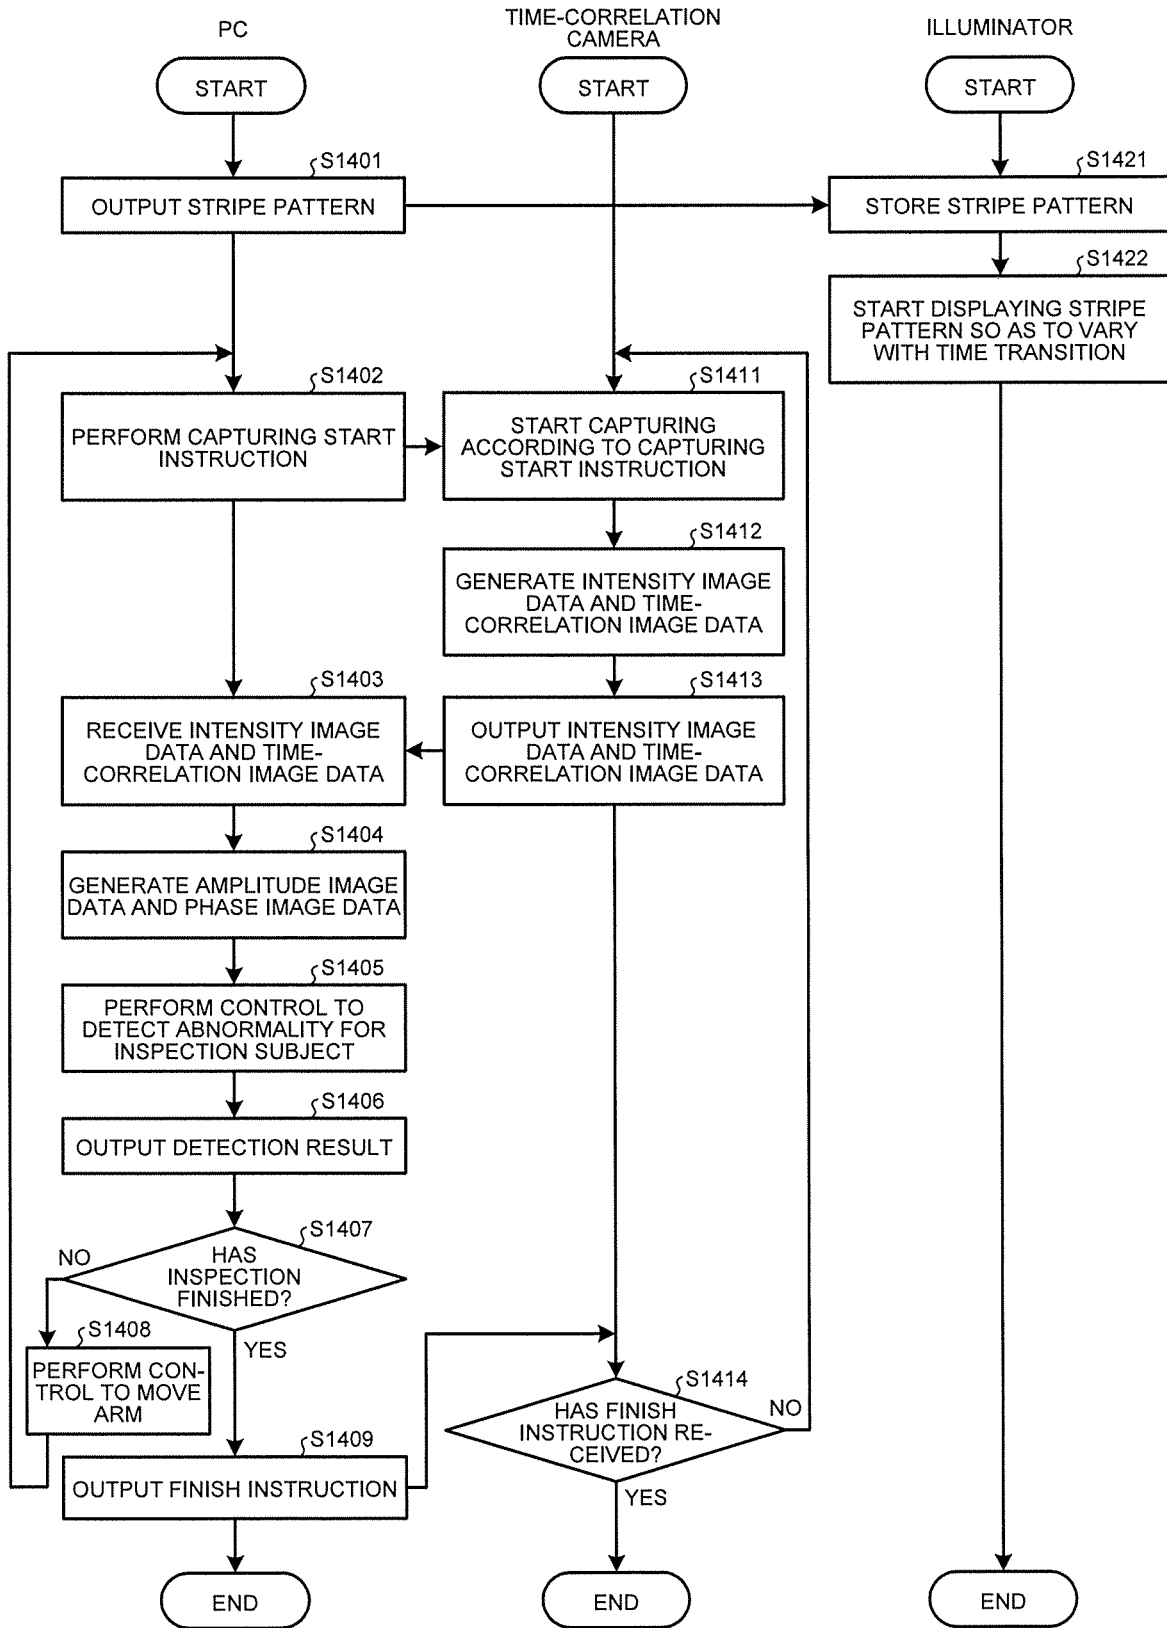 PC
TIME-CORRELATION
CAMERA
ILLUMINATOR
START
START
START
S1401
OUTPUT STRIPE PATTERN
S1421
STORE STRIPE PATTERN
S1422
START DISPLAYING STRIPE
PATTERN SO AS TO VARY
WITH TIME TRANSITION
S1402
PERFORM CAPTURING START
INSTRUCTION
S1411
START CAPTURING
ACCORDING TO CAPTURING
START INSTRUCTION
S1412
GENERATE INTENSITY IMAGE
DATA AND TIME-
CORRELATION IMAGE DATA
S1403
RECEIVE INTENSITY IMAGE
DATA AND TIME-
CORRELATION IMAGE DATA
S1413
OUTPUT INTENSITY IMAGE
DATA AND TIME-
CORRELATION IMAGE DATA
S1404
GENERATE AMPLITUDE IMAGE
DATA AND PHASE IMAGE DATA
S1405
PERFORM CONTROL TO
DETECT ABNORMALITY FOR
INSPECTION SUBJECT
S1406
OUTPUT DETECTION RESULT
S1407
HAS
INSPECTION
FINISHED?
NO
YES
S1408
PERFORM CON-
TROL TO MOVE
ARM
S1409
OUTPUT FINISH INSTRUCTION
S1414
HAS FINISH
INSTRUCTION RE-
CEIVED?
NO
YES
END
END
END